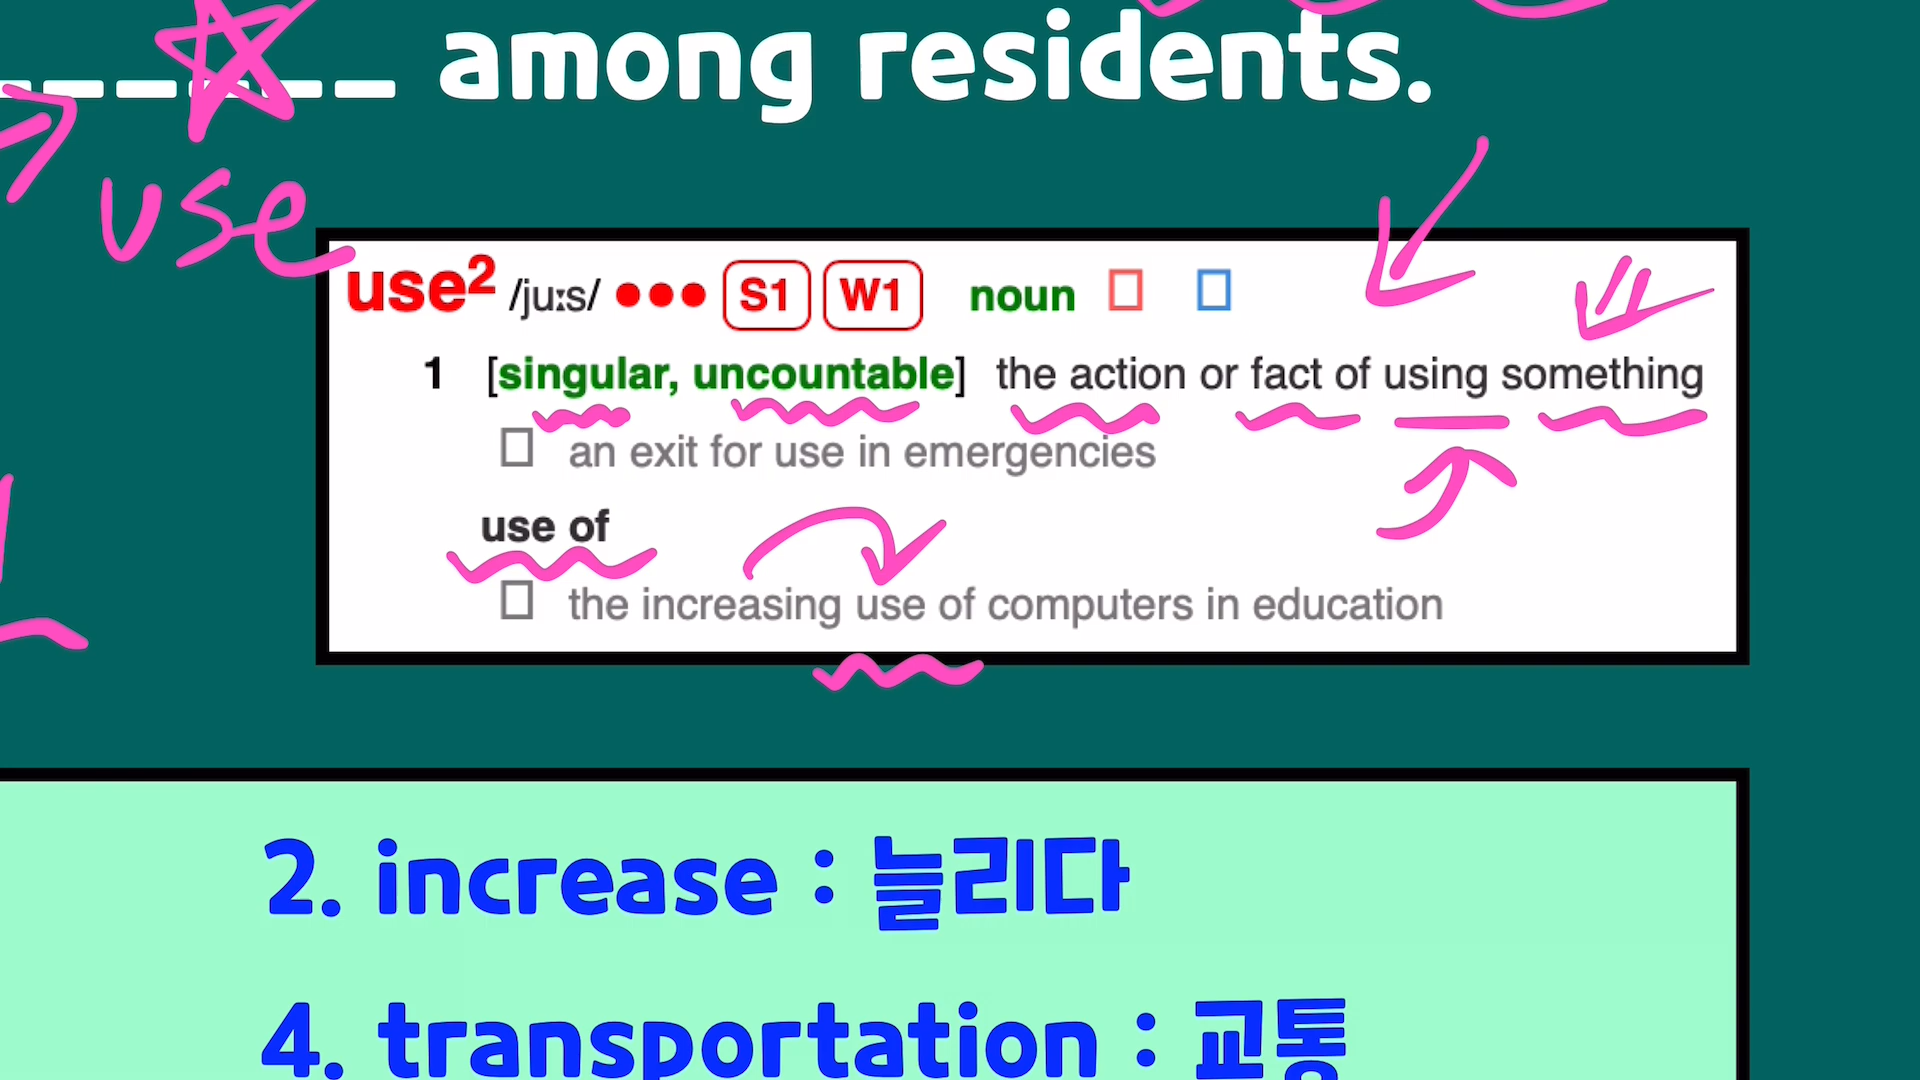 ______ among residents.
use
use² /juːs/ ●●● S1 W1 noun
1 [singular, uncountable] the action or fact of using something
an exit for use in emergencies
use of
the increasing use of computers in education
2. increase : 늘리다
4. transportation : 교통